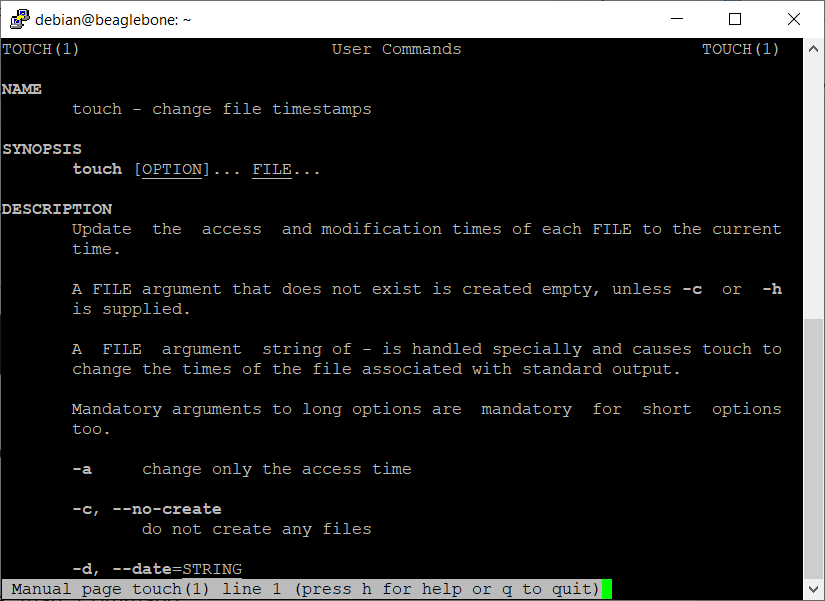 debian@beaglebone: ~
TOUCH(1) User Commands TOUCH(1)
NAME
touch - change file timestamps
SYNOPSIS
touch [OPTION]... FILE...
DESCRIPTION
Update the access and modification times of each FILE to the current
time.
A FILE argument that does not exist is created empty, unless -c or -h
is supplied.
A FILE argument string of - is handled specially and causes touch to
change the times of the file associated with standard output.
Mandatory arguments to long options are mandatory for short options
too.
-a change only the access time
-c, --no-create
do not create any files
-d, --date=STRING
Manual page touch(1) line 1 (press h for help or q to quit)